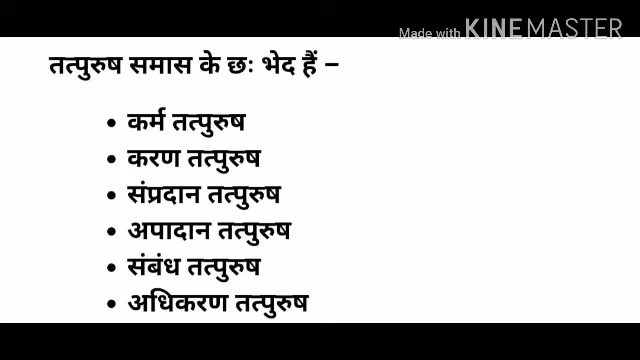 Made with KINEMASTER
तत्पुरुष समास के छः भेद हैं –
• कर्म तत्पुरुष
• करण तत्पुरुष
• संप्रदान तत्पुरुष
• अपादान तत्पुरुष
• संबंध तत्पुरुष
• अधिकरण तत्पुरुष